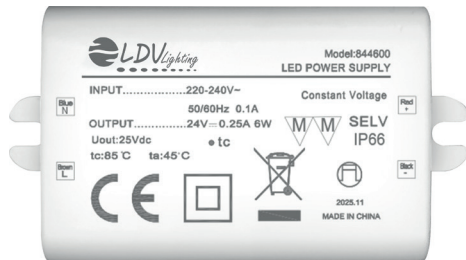 LDV Lighting
Model:844600
LED POWER SUPPLY
INPUT......................220-240V~
50/60Hz 0.1A
Constant Voltage
OUTPUT....................24V⎓0.25A 6W
Uout:25Vdc
tc
tc:85℃ ta:45℃
M M
SELV
IP66
Blue
N
Brown
L
Red
+
Black
-
CE
2025.11
MADE IN CHINA